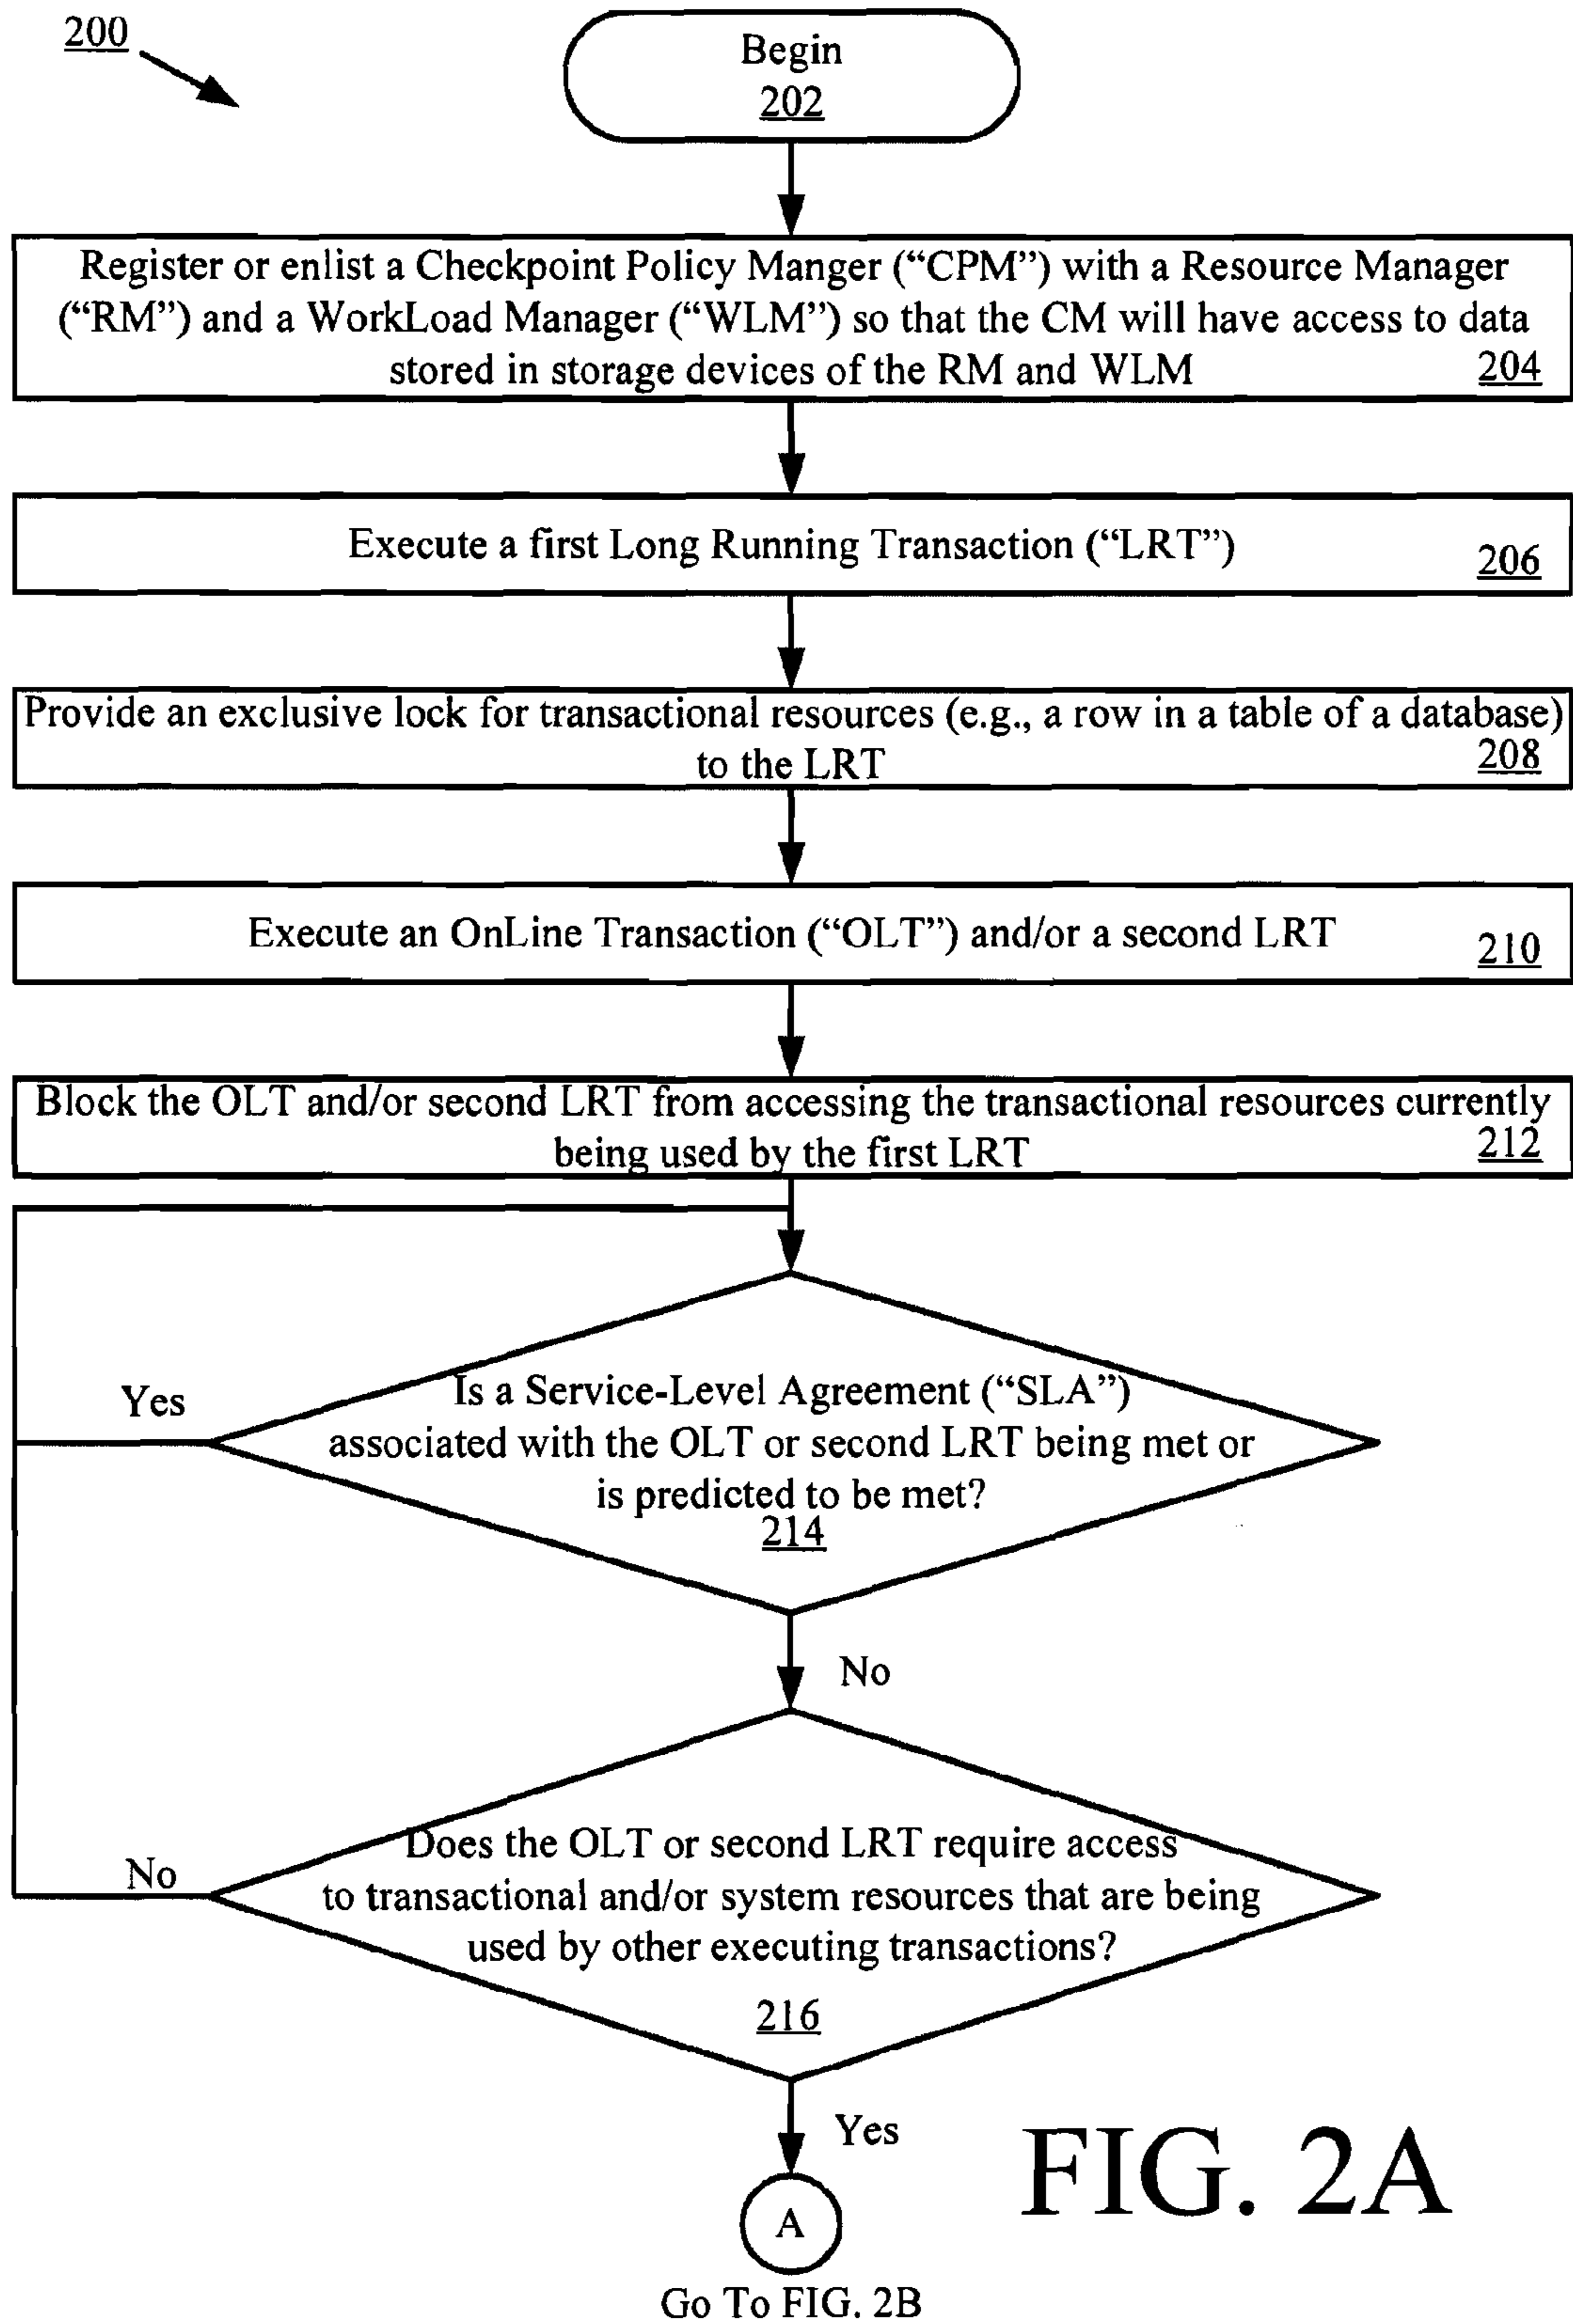 200
Begin
202
Register or enlist a Checkpoint Policy Manger (“CPM”) with a Resource Manager
(“RM”) and a WorkLoad Manager (“WLM”) so that the CM will have access to data
stored in storage devices of the RM and WLM
204
Execute a first Long Running Transaction (“LRT”)
206
Provide an exclusive lock for transactional resources (e.g., a row in a table of a database)
to the LRT
208
Execute an OnLine Transaction (“OLT”) and/or a second LRT
210
Block the OLT and/or second LRT from accessing the transactional resources currently
being used by the first LRT
212
Yes
Is a Service-Level Agreement (“SLA”)
associated with the OLT or second LRT being met or
is predicted to be met?
214
No
No
Does the OLT or second LRT require access
to transactional and/or system resources that are being
used by other executing transactions?
216
Yes
A
Go To FIG. 2B
FIG. 2A